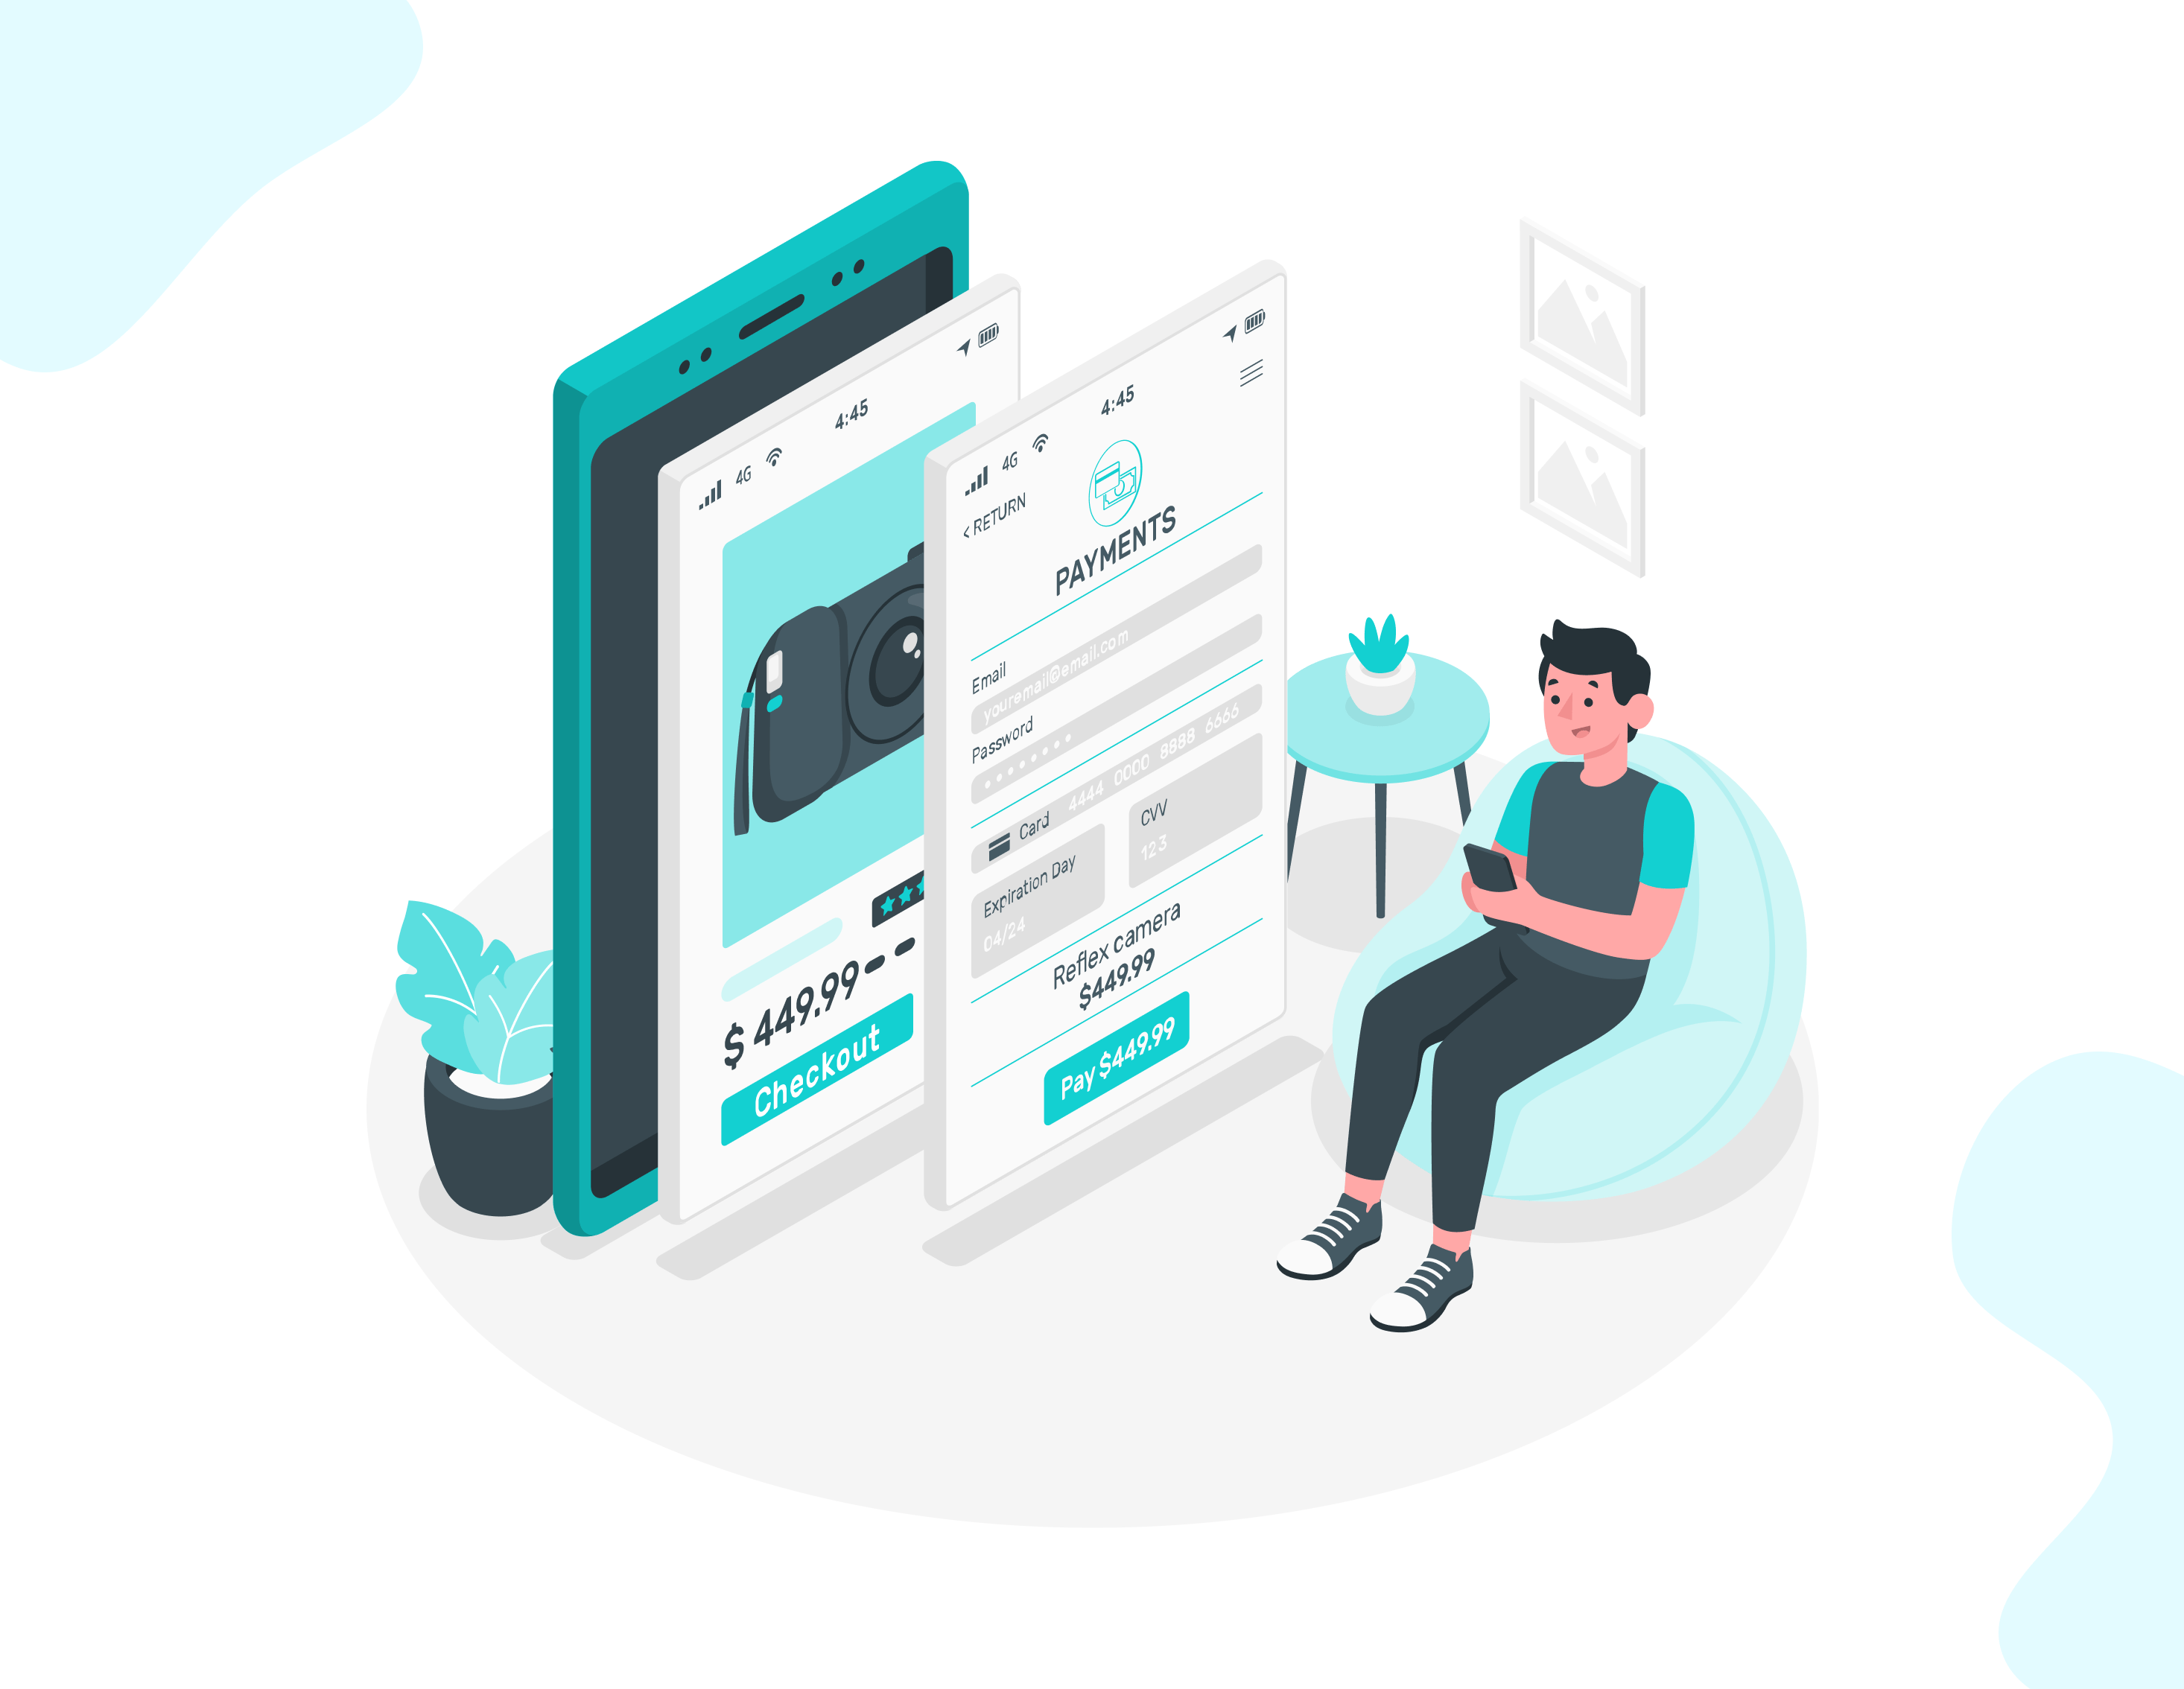 4G
4:45
$ 449.99
Checkout
4G
4:45
< RETURN
PAYMENTS
Email
youremail@email.com
Password
Card 4444 0000 8888 6666
Expiration Day
04/24
CVV
123
Reflex camera
$449.99
Pay $449.99